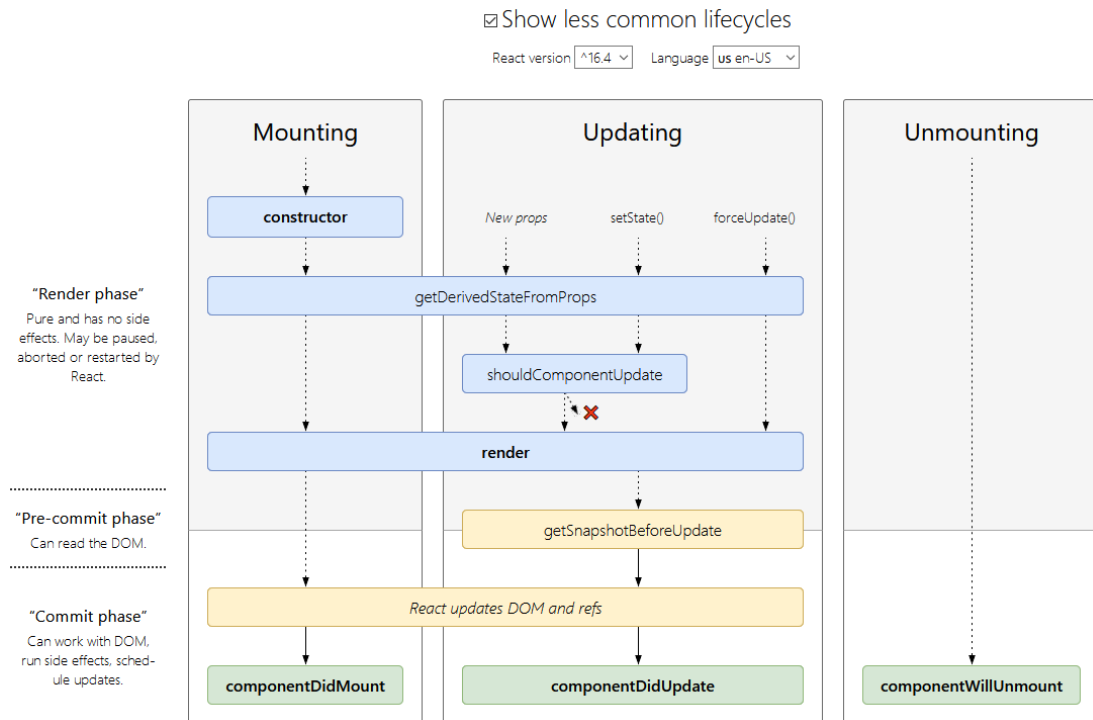 ☑ Show less common lifecycles
React version ^16.4 Language us en-US
Mounting
Updating
Unmounting
constructor
New props
setState()
forceUpdate()
getDerivedStateFromProps
“Render phase”
Pure and has no side
effects. May be paused,
aborted or restarted by
React.
shouldComponentUpdate
render
“Pre-commit phase”
Can read the DOM.
getSnapshotBeforeUpdate
“Commit phase”
Can work with DOM,
run side effects, sched-
ule updates.
React updates DOM and refs
componentDidMount
componentDidUpdate
componentWillUnmount